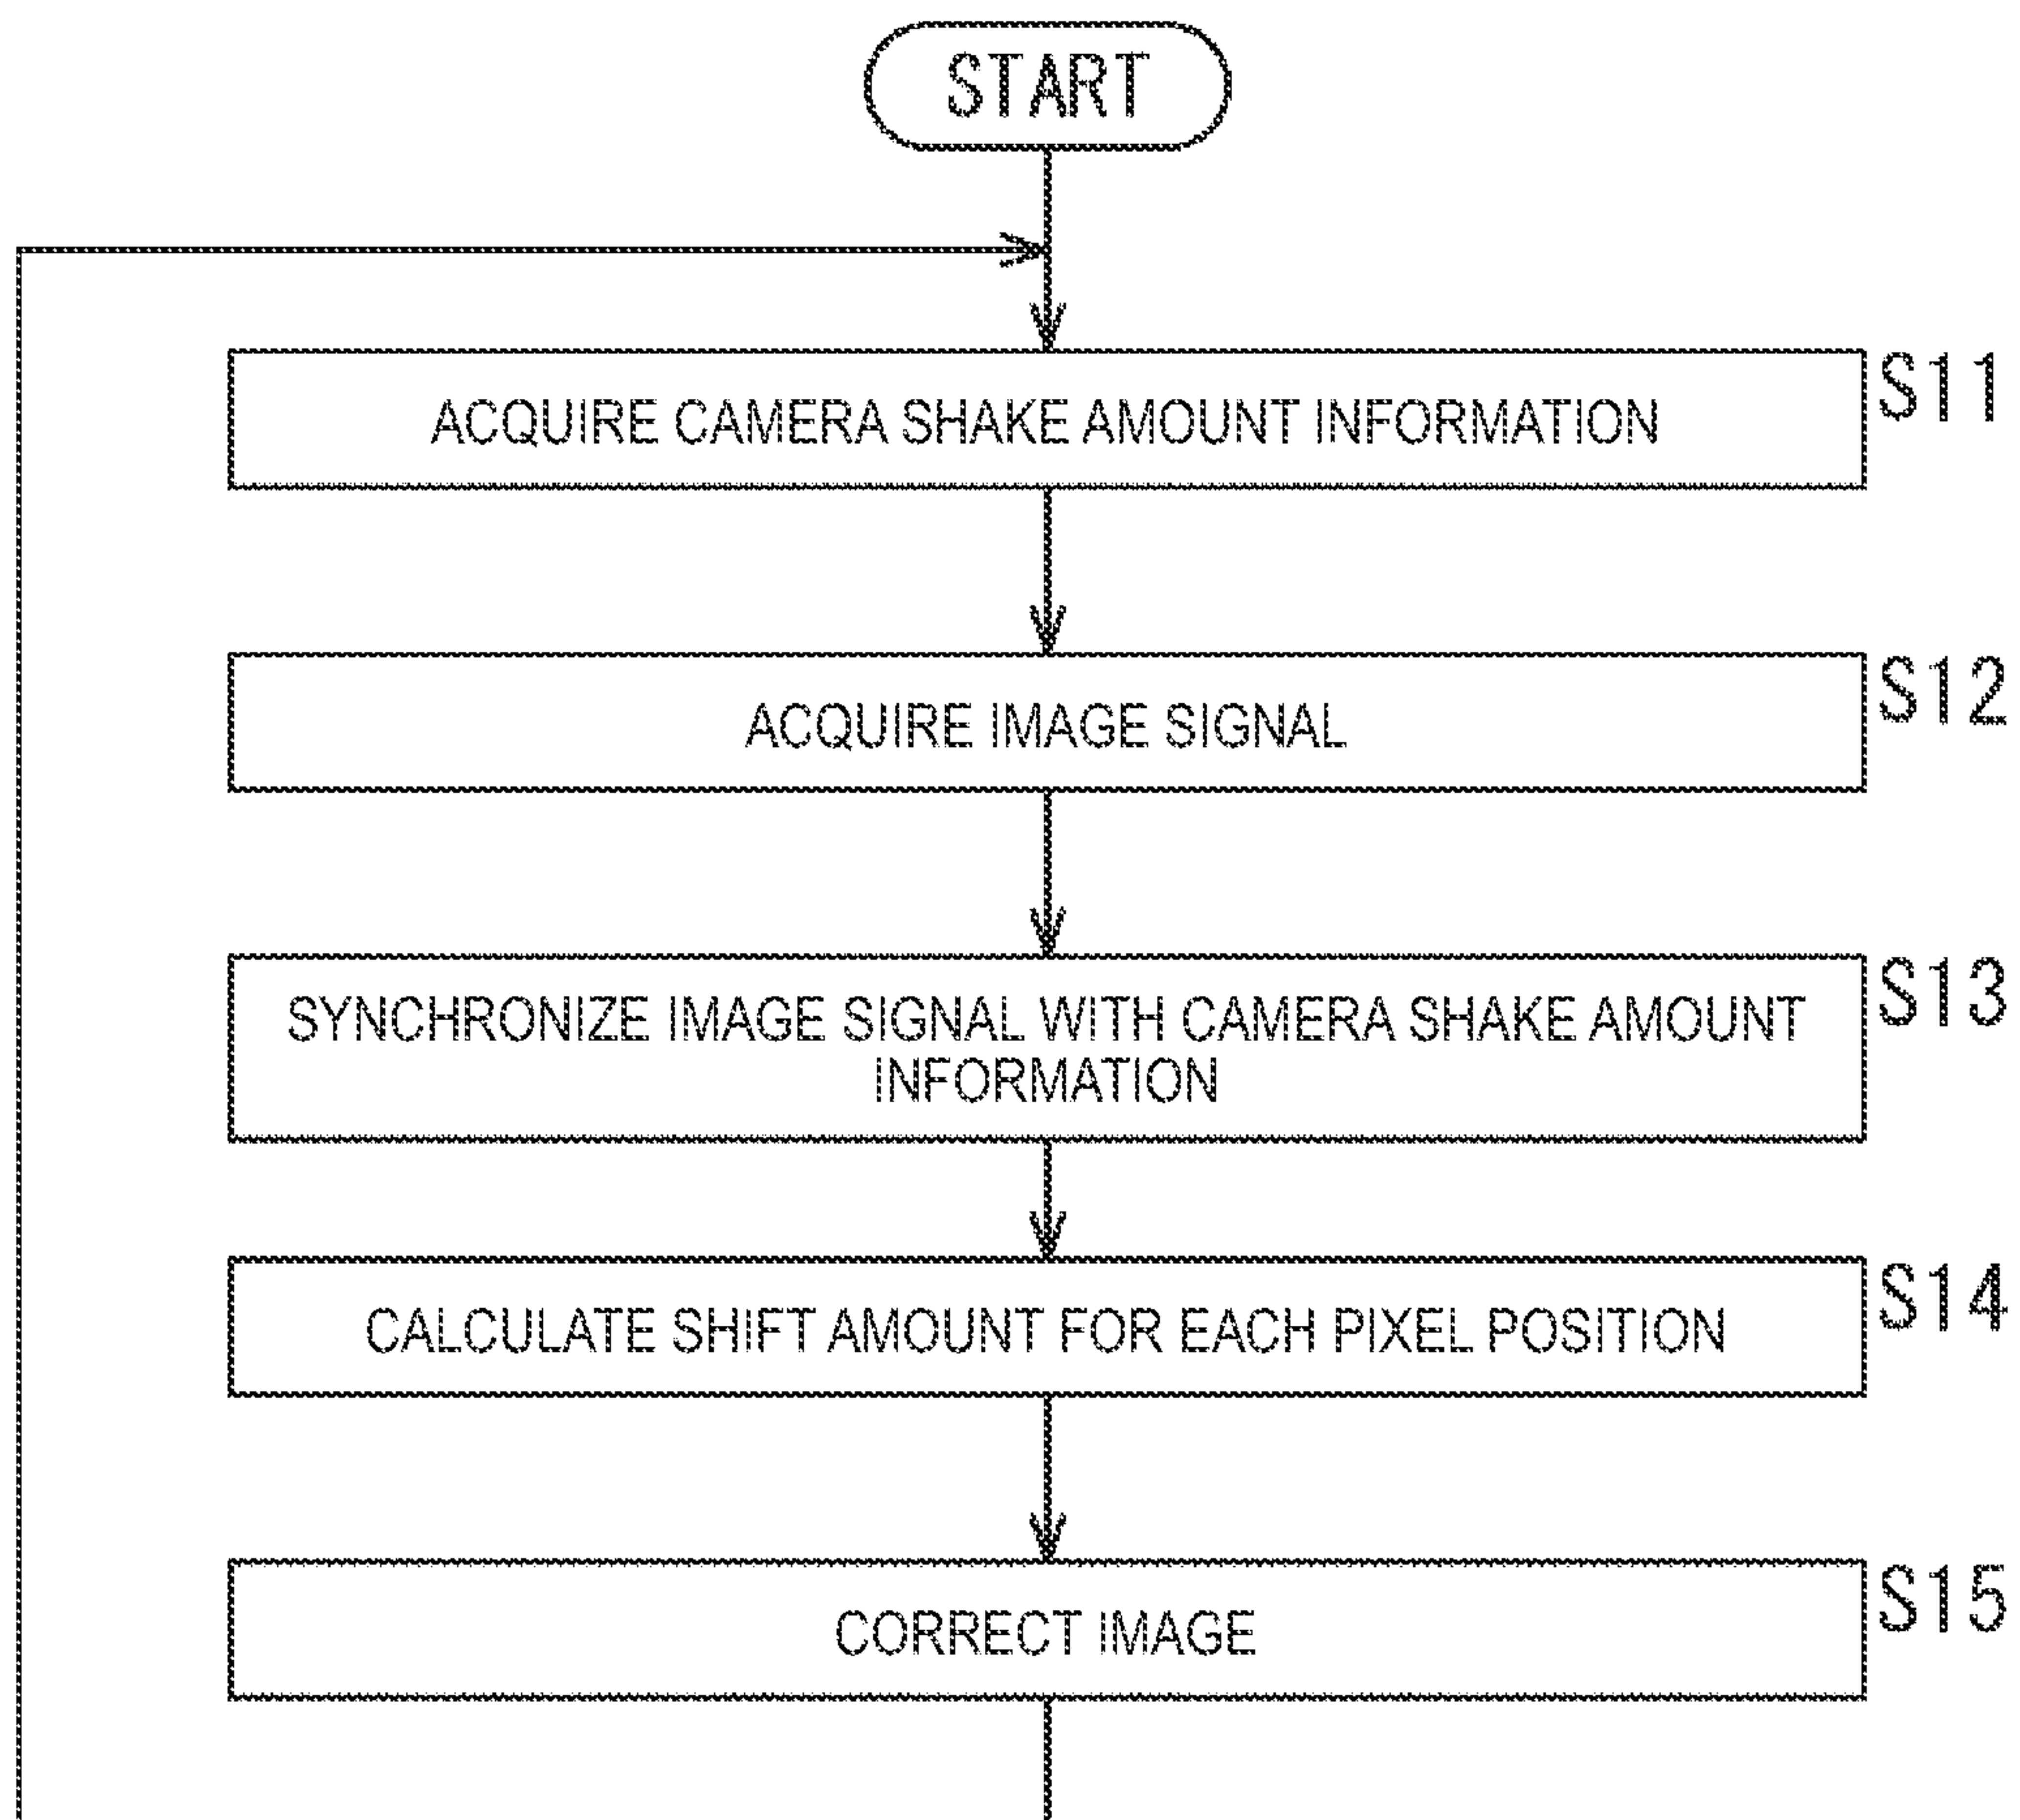 START
ACQUIRE CAMERA SHAKE AMOUNT INFORMATION
S11
ACQUIRE IMAGE SIGNAL
S12
SYNCHRONIZE IMAGE SIGNAL WITH CAMERA SHAKE AMOUNT
INFORMATION
S13
CALCULATE SHIFT AMOUNT FOR EACH PIXEL POSITION
S14
CORRECT IMAGE
S15